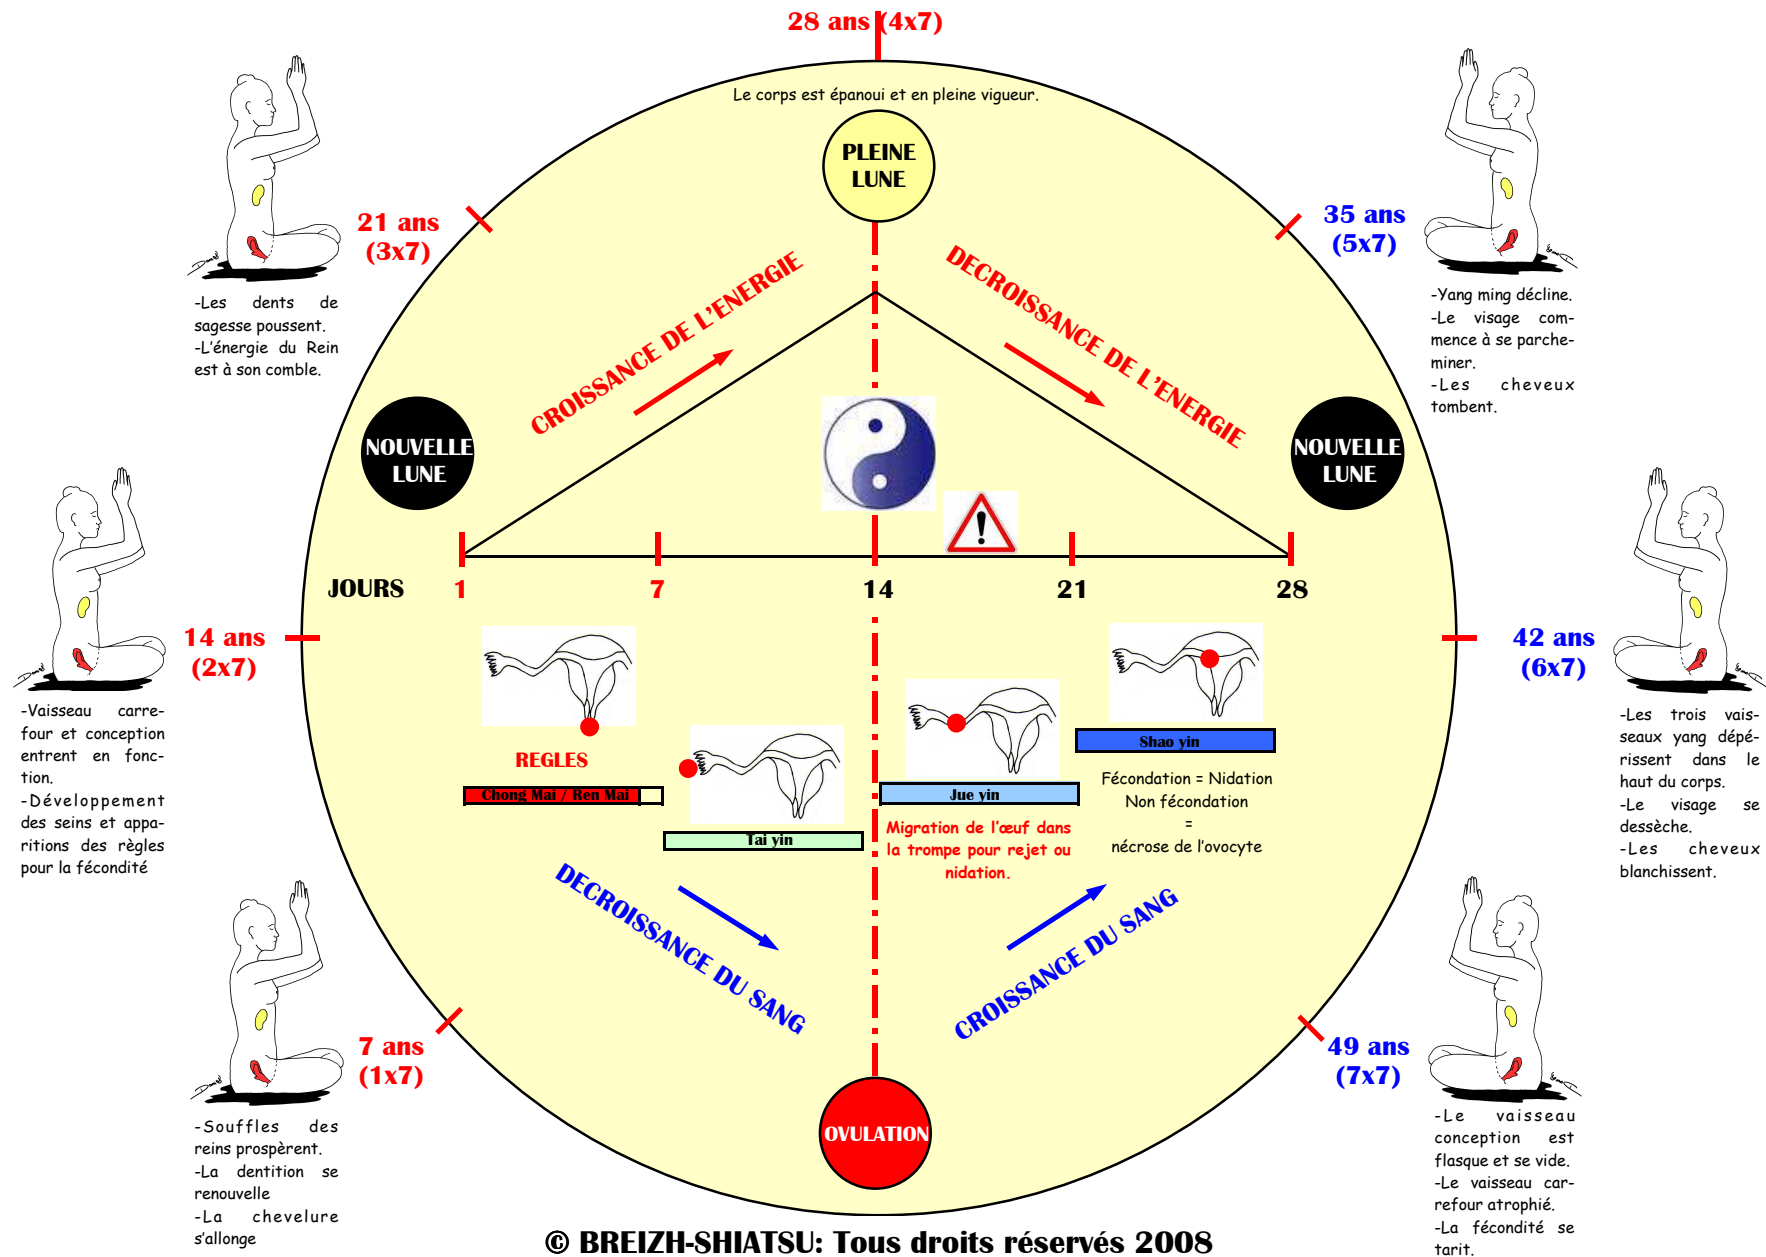 28 ans (4x7)
Le corps est épanoui et en pleine vigueur.
PLEINE
LUNE
21 ans
(3x7)
35 ans
(5x7)
-Les dents de
sagesse poussent.
-L'énergie du Rein
est à son comble.
-Yang ming décline.
-Le visage com-
mence à se parche-
miner.
-Les cheveux
tombent.
CROISSANCE DE L'ENERGIE
DECROISSANCE DE L'ENERGIE
NOUVELLE
LUNE
NOUVELLE
LUNE
JOURS 1 7 14 21 28
14 ans
(2x7)
42 ans
(6x7)
-Vaisseau carre-
four et conception
entrent en fonc-
tion.
-Développement
des seins et appa-
ritions des règles
pour la fécondité
REGLES
Chong Mai / Ren Mai
Tai yin
Jue yin
Migration de l'œuf dans
la trompe pour rejet ou
nidation.
Shao yin
Fécondation = Nidation
Non fécondation
=
nécrose de l'ovocyte
-Les trois vais-
seaux yang dépé-
rissent dans le
haut du corps.
-Le visage se
dessèche.
-Les cheveux
blanchissent.
DECROISSANCE DU SANG
CROISSANCE DU SANG
7 ans
(1x7)
49 ans
(7x7)
-Souffles des
reins prospèrent.
-La dentition se
renouvelle
-La chevelure
s'allonge
OVULATION
-Le vaisseau
conception est
flasque et se vide.
-Le vaisseau car-
refour atrophié.
-La fécondité se
tarit.
© BREIZH-SHIATSU: Tous droits réservés 2008